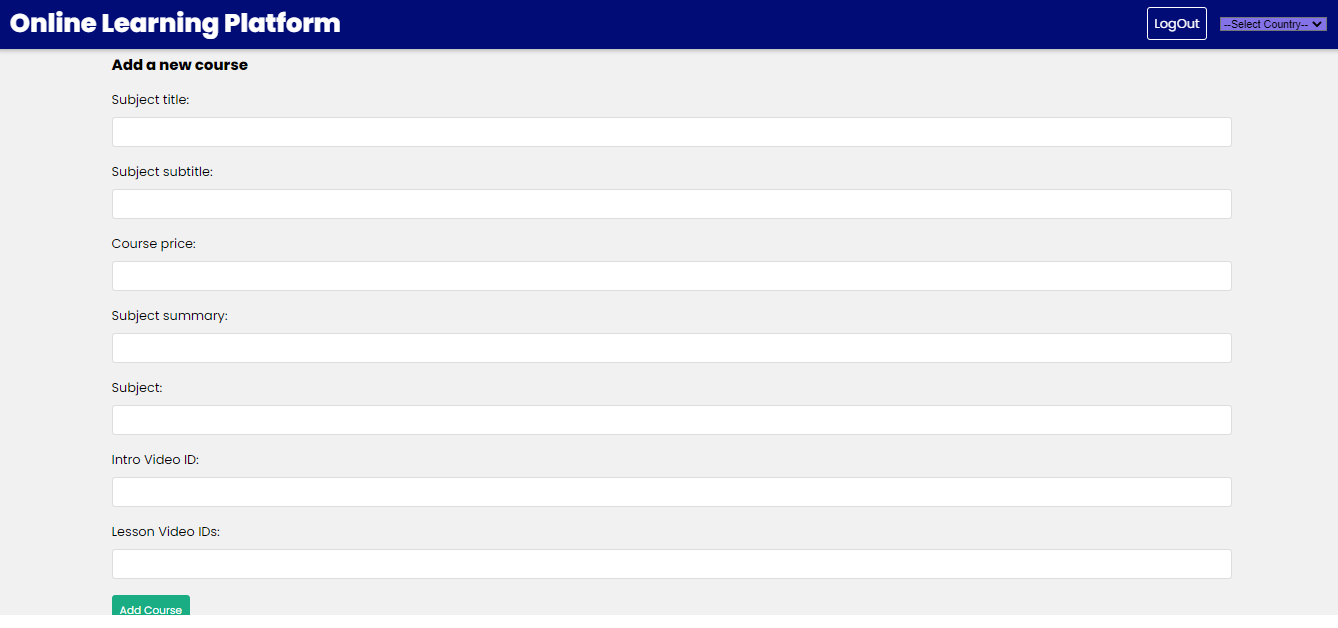 Online Learning Platform
LogOut
--Select Country--
Add a new course
Subject title:
Subject subtitle:
Course price:
Subject summary:
Subject:
Intro Video ID:
Lesson Video IDs:
Add Course